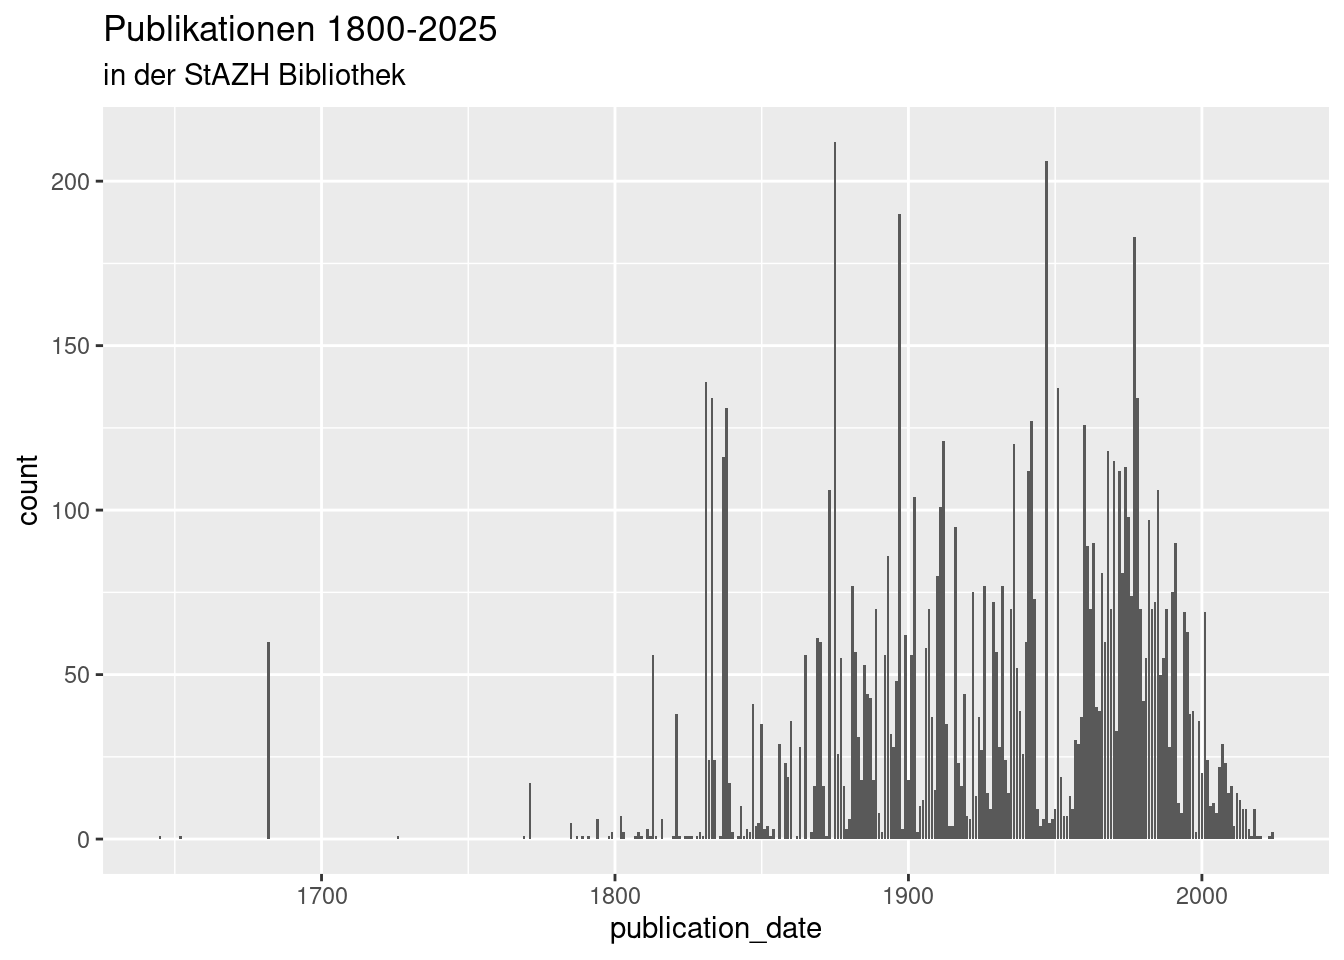 Publikationen 1800-2025
in der StAZH Bibliothek
200
150
100
50
0
count
1700 1800 1900 2000
publication_date